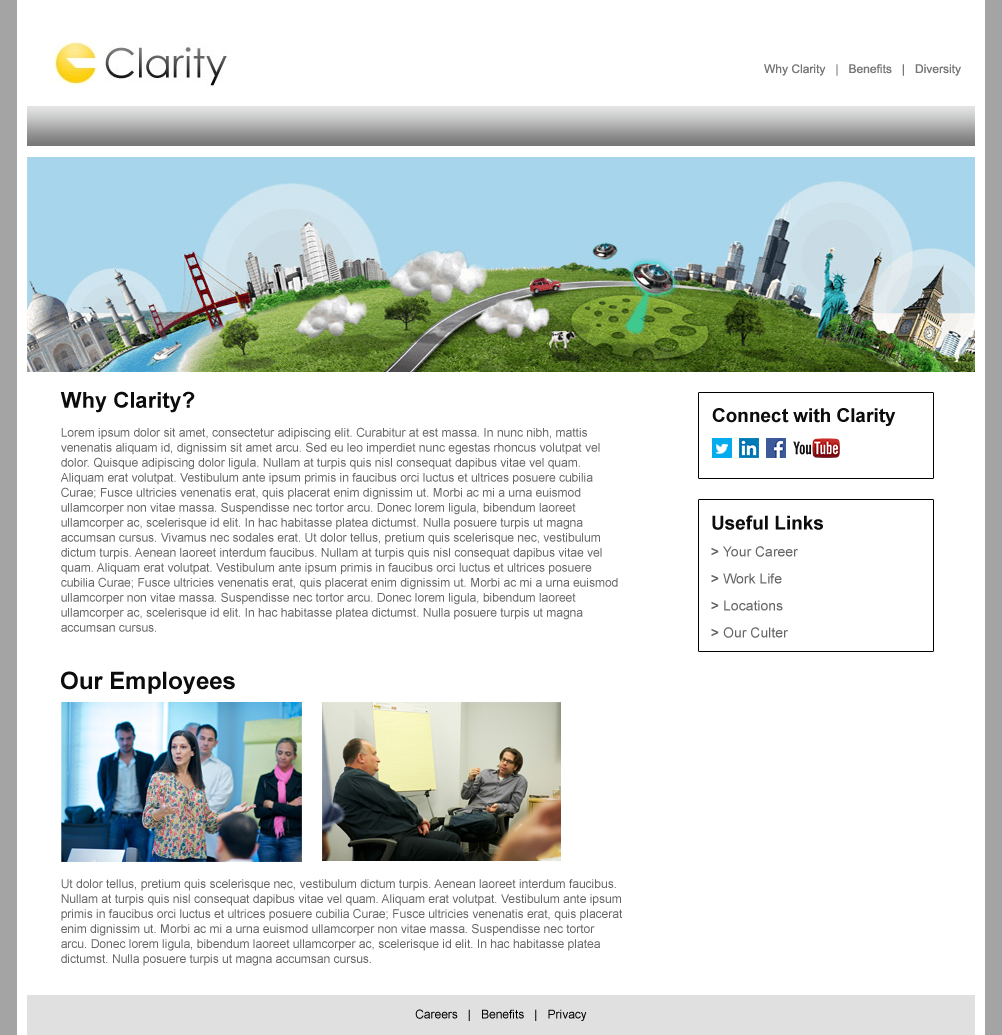 Clarity
Why Clarity | Benefits | Diversity
Why Clarity?
Lorem ipsum dolor sit amet, consectetur adipiscing elit. Curabitur at est massa. In nunc nibh, mattis
venenatis aliquam id, dignissim sit amet arcu. Sed eu leo imperdiet nunc egestas rhoncus volutpat vel
dolor. Quisque adipiscing dolor ligula. Nullam at turpis quis nisl consequat dapibus vitae vel quam.
Aliquam erat volutpat. Vestibulum ante ipsum primis in faucibus orci luctus et ultrices posuere cubilia
Curae; Fusce ultricies venenatis erat, quis placerat enim dignissim ut. Morbi ac mi a urna euismod
ullamcorper non vitae massa. Suspendisse nec tortor arcu. Donec lorem ligula, bibendum laoreet
ullamcorper ac, scelerisque id elit. In hac habitasse platea dictumst. Nulla posuere turpis ut magna
accumsan cursus. Vivamus nec sodales erat. Ut dolor tellus, pretium quis scelerisque nec, vestibulum
dictum turpis. Aenean laoreet interdum faucibus. Nullam at turpis quis nisl consequat dapibus vitae vel
quam. Aliquam erat volutpat. Vestibulum ante ipsum primis in faucibus orci luctus et ultrices posuere
cubilia Curae; Fusce ultricies venenatis erat, quis placerat enim dignissim ut. Morbi ac mi a urna euismod
ullamcorper non vitae massa. Suspendisse nec tortor arcu. Donec lorem ligula, bibendum laoreet
ullamcorper ac, scelerisque id elit. In hac habitasse platea dictumst. Nulla posuere turpis ut magna
accumsan cursus.
Connect with Clarity
in f YouTube
Useful Links
> Your Career
> Work Life
> Locations
> Our Culter
Our Employees
Ut dolor tellus, pretium quis scelerisque nec, vestibulum dictum turpis. Aenean laoreet interdum faucibus.
Nullam at turpis quis nisl consequat dapibus vitae vel quam. Aliquam erat volutpat. Vestibulum ante ipsum
primis in faucibus orci luctus et ultrices posuere cubilia Curae; Fusce ultricies venenatis erat, quis placerat
enim dignissim ut. Morbi ac mi a urna euismod ullamcorper non vitae massa. Suspendisse nec tortor
arcu. Donec lorem ligula, bibendum laoreet ullamcorper ac, scelerisque id elit. In hac habitasse platea
dictumst. Nulla posuere turpis ut magna accumsan cursus.
Careers | Benefits | Privacy